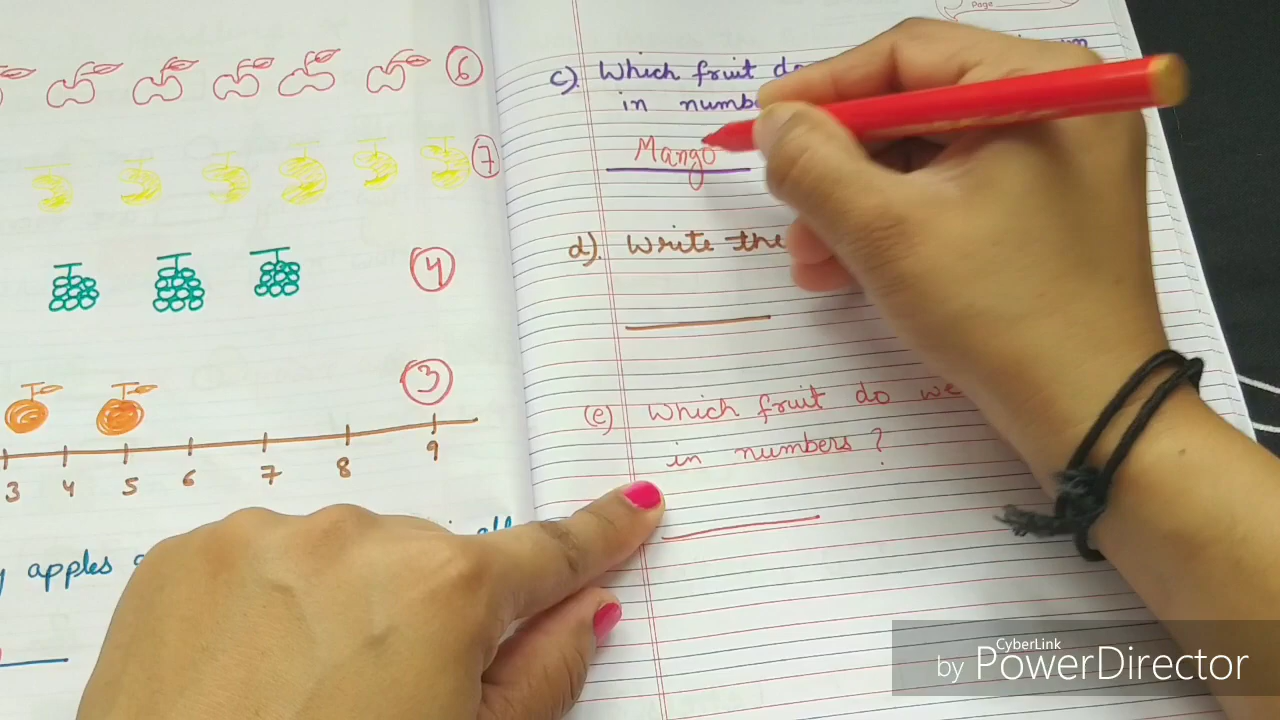 6
7
4
3
3 4 5 6 7 8 9
apples
Page
c). Which fruit do
in
Mango
d). Write the
(e) Which fruit do we
in numbers ?
CyberLink
by PowerDirector